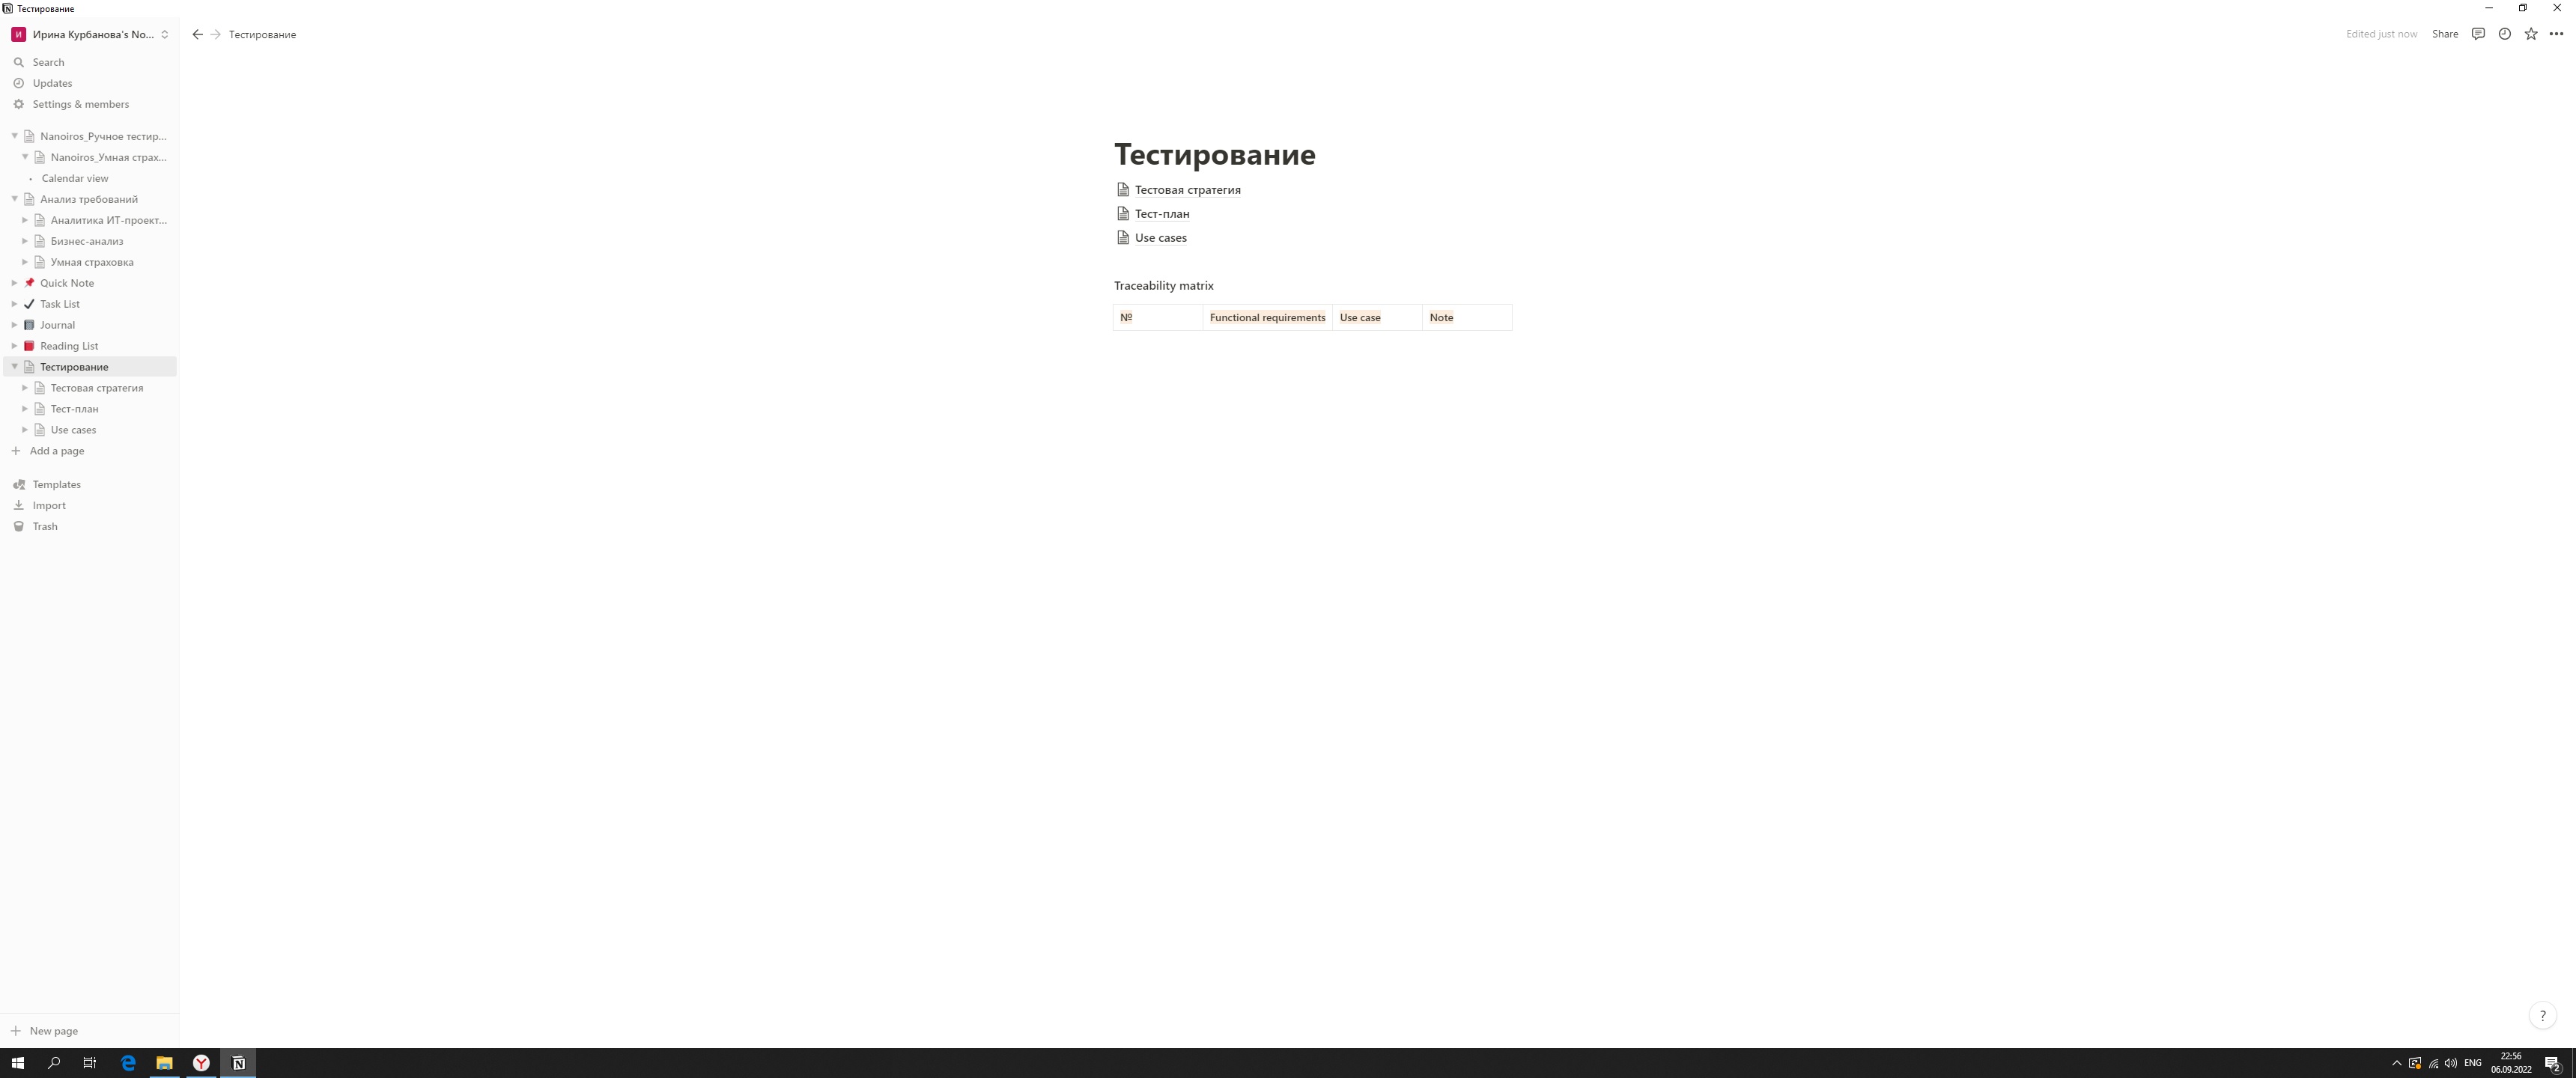 Тестирование
И
Ирина Курбанова's No...
Тестирование
Edited just now
Share
Search
Updates
Settings & members
Nanoiros_Ручное тестир...
Nanoiros_Умная страх...
Calendar view
Анализ требований
Аналитика ИТ-проект...
Бизнес-анализ
Умная страховка
Quick Note
Task List
Journal
Reading List
Тестирование
Тестовая стратегия
Тест-план
Use cases
Add a page
Templates
Import
Trash
New page
Тестирование
Тестовая стратегия
Тест-план
Use cases
Traceability matrix
№ Functional requirements Use case Note
?
ENG
22:56
06.09.2022
2